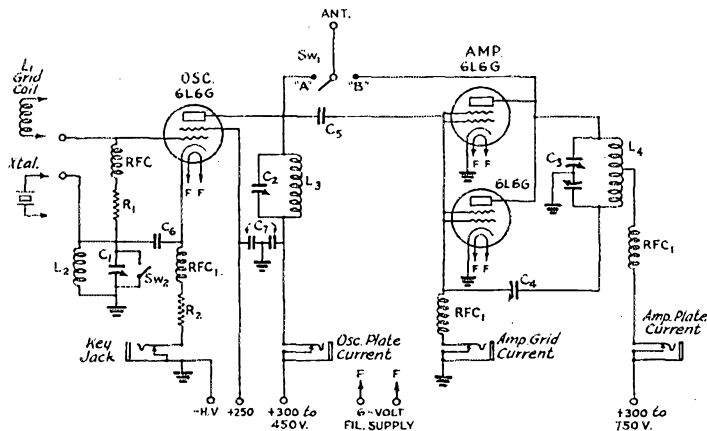 ANT.
Sw1
"A"
"B"
OSC.
6L6G
AMP.
6L6G
L1
Grid
Coil
Xtal.
RFC
R1
C6
L2
C1
Sw2
RFC1
R2
F F
C2
L3
C5
C7
F F
6L6G
F F
C3
L4
RFC1
C4
RFC1
Key
Jack
Osc. Plate
Current
Amp. Grid
Current
Amp. Plate
Current
F F
-H.V
+250
+300 to
450 V.
6-VOLT
FIL. SUPPLY
+300 to
750 V.